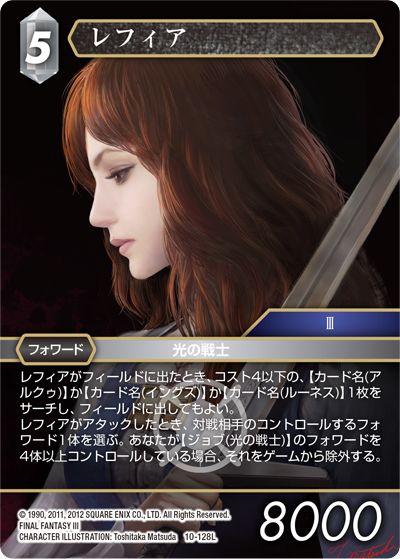 5
レフィア
III
フォワード
光の戦士
レフィアがフィールドに出たとき、コスト4以下の、【カード名(ア
ルクゥ)】か【カード名(イングズ)】か【カード名(ルーネス)】1枚を
サーチし、フィールドに出してもよい。
レフィアがアタックしたとき、対戦相手のコントロールするフォ
ワード1体を選ぶ。あなたが【ジョブ(光の戦士)】のフォワードを
4体以上コントロールしている場合、それをゲームから除外する。
© 1990, 2011, 2012 SQUARE ENIX CO., LTD. All Rights Reserved.
FINAL FANTASY III
CHARACTER ILLUSTRATION: Toshitaka Matsuda 10-128L
8000